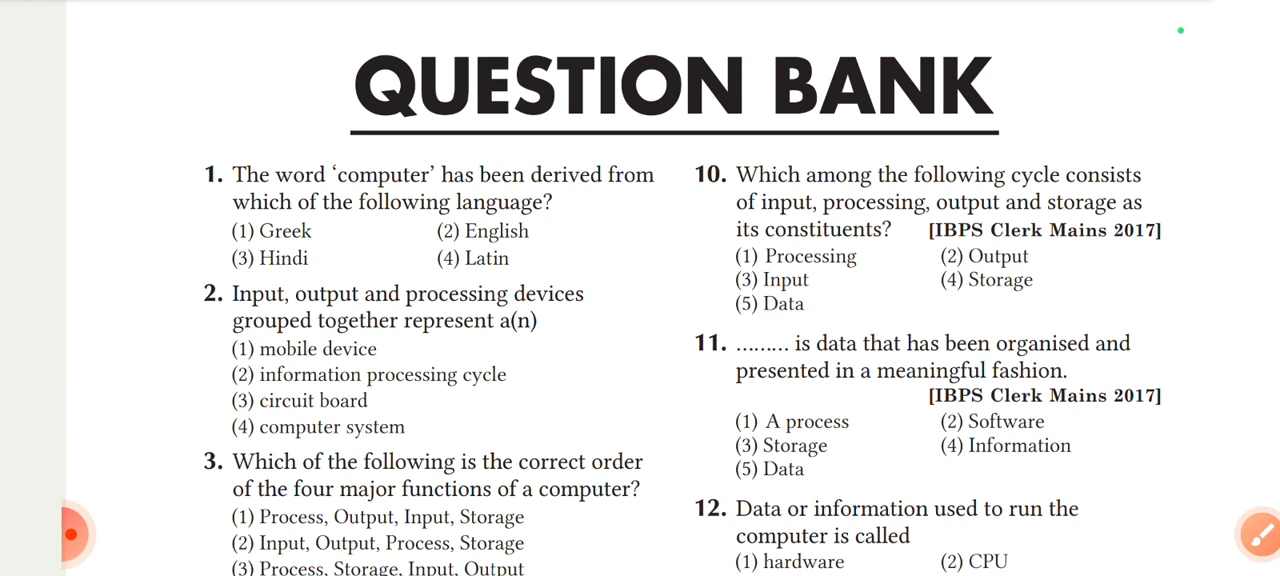 QUESTION BANK
1. The word ‘computer’ has been derived from
which of the following language?
(1) Greek (2) English
(3) Hindi (4) Latin
2. Input, output and processing devices
grouped together represent a(n)
(1) mobile device
(2) information processing cycle
(3) circuit board
(4) computer system
3. Which of the following is the correct order
of the four major functions of a computer?
(1) Process, Output, Input, Storage
(2) Input, Output, Process, Storage
(3) Process, Storage, Input, Output
10. Which among the following cycle consists
of input, processing, output and storage as
its constituents? [IBPS Clerk Mains 2017]
(1) Processing (2) Output
(3) Input (4) Storage
(5) Data
11. ......... is data that has been organised and
presented in a meaningful fashion.
[IBPS Clerk Mains 2017]
(1) A process (2) Software
(3) Storage (4) Information
(5) Data
12. Data or information used to run the
computer is called
(1) hardware (2) CPU